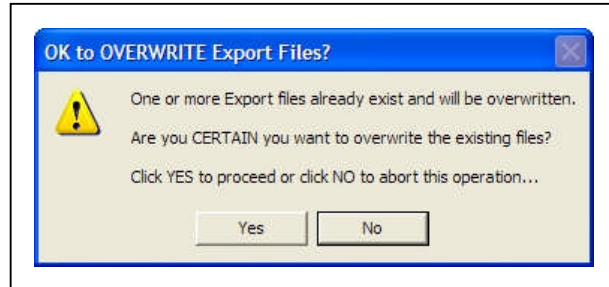 OK to OVERWRITE Export Files?
One or more Export files already exist and will be overwritten.
Are you CERTAIN you want to overwrite the existing files?
Click YES to proceed or click NO to abort this operation...
Yes No